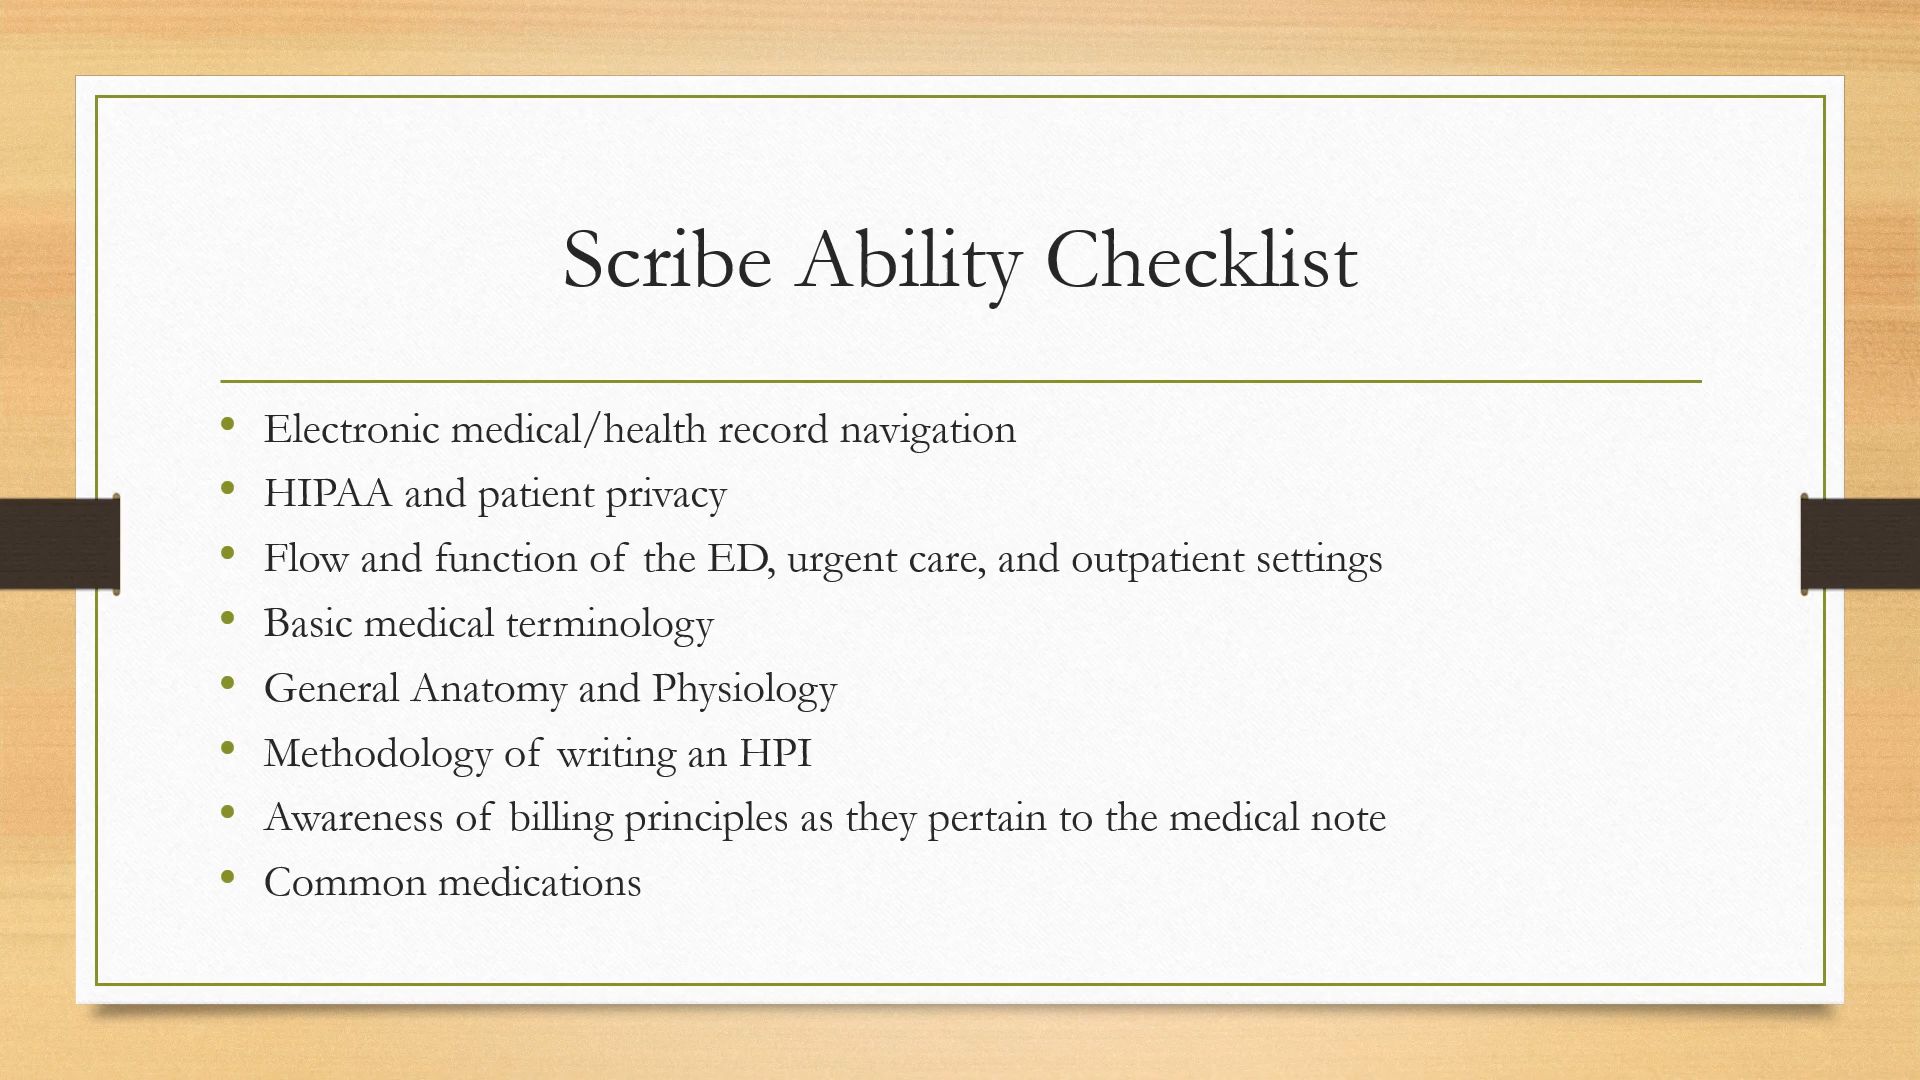 Scribe Ability Checklist
• Electronic medical/health record navigation
• HIPAA and patient privacy
• Flow and function of the ED, urgent care, and outpatient settings
• Basic medical terminology
• General Anatomy and Physiology
• Methodology of writing an HPI
• Awareness of billing principles as they pertain to the medical note
• Common medications